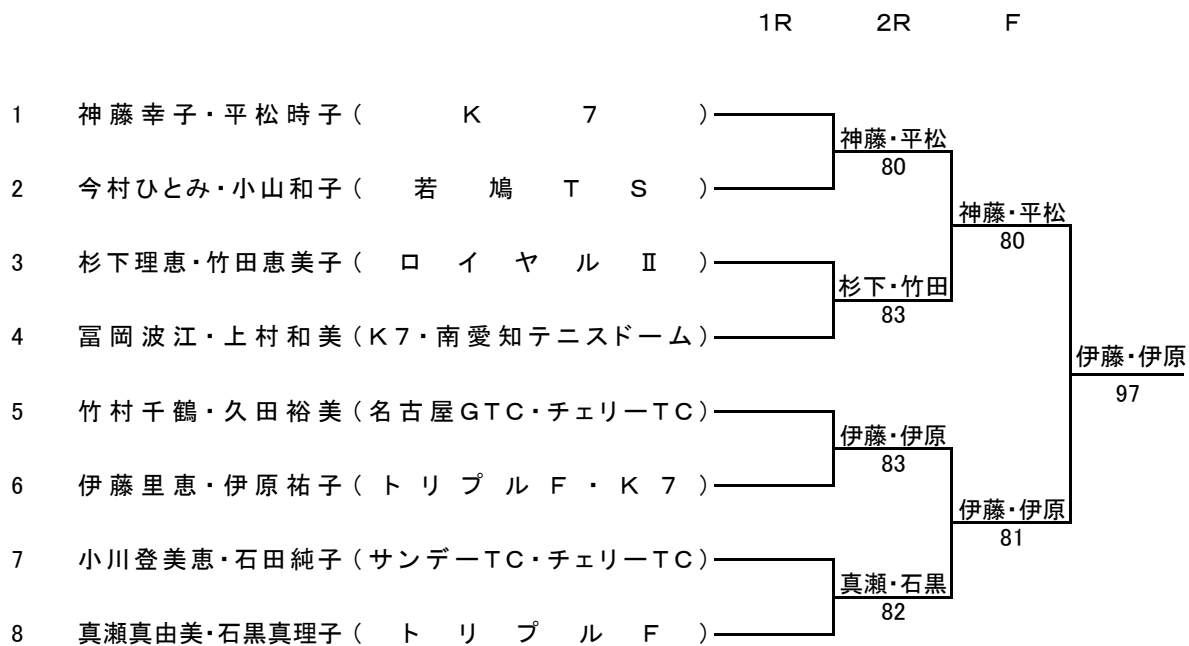 1R 2R F
1 神藤幸子・平松時子(K7)
神藤・平松
80
2 今村ひとみ・小山和子(若鳩TS)
神藤・平松
80
3 杉下理恵・竹田恵美子(ロイヤルⅡ)
杉下・竹田
83
4 冨岡波江・上村和美(K7・南愛知テニスドーム)
伊藤・伊原
97
5 竹村千鶴・久田裕美(名古屋GTC・チェリーTC)
伊藤・伊原
83
6 伊藤里恵・伊原祐子(トリプルF・K7)
伊藤・伊原
81
7 小川登美恵・石田純子(サンデーTC・チェリーTC)
真瀬・石黒
82
8 真瀬真由美・石黒真理子(トリプルF)